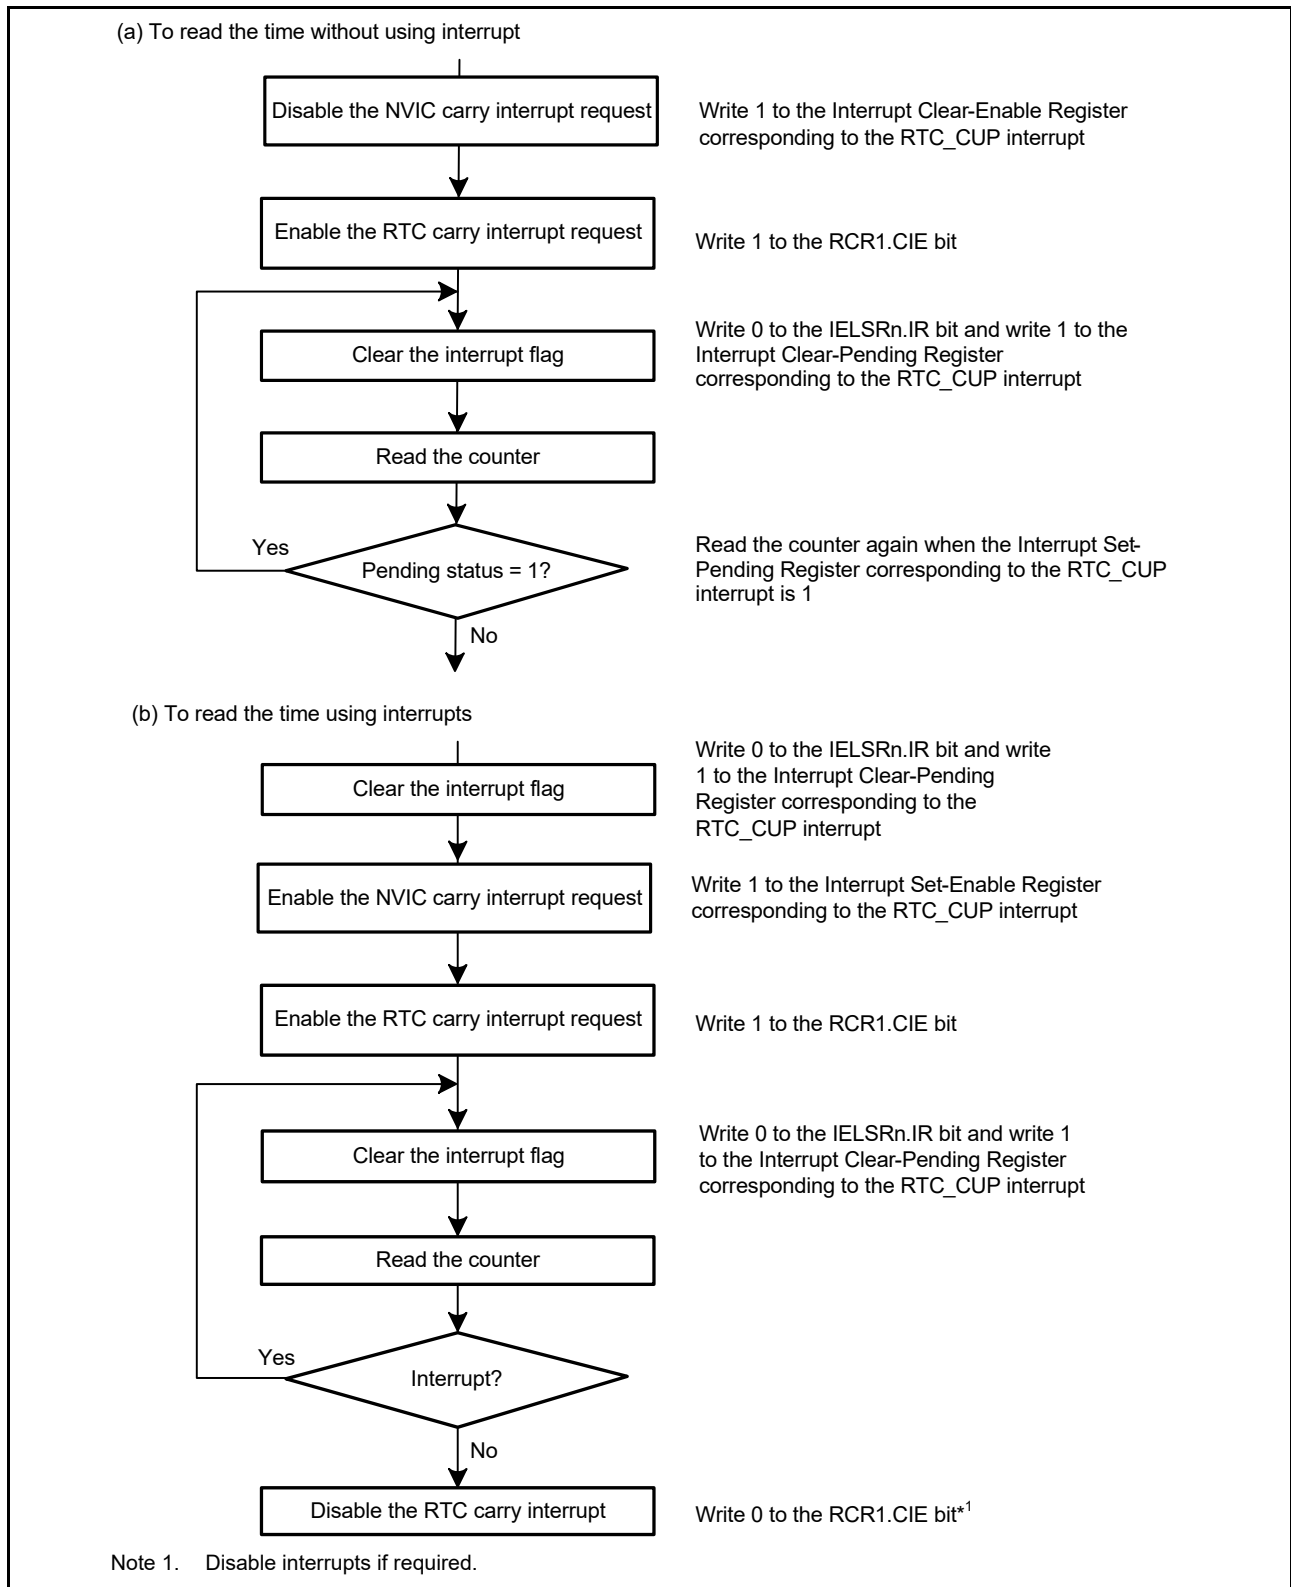 (a) To read the time without using interrupt
Disable the NVIC carry interrupt request
Write 1 to the Interrupt Clear-Enable Register
corresponding to the RTC_CUP interrupt
Enable the RTC carry interrupt request
Write 1 to the RCR1.CIE bit
Clear the interrupt flag
Write 0 to the IELSRn.IR bit and write 1 to the
Interrupt Clear-Pending Register
corresponding to the RTC_CUP interrupt
Read the counter
Yes
Pending status = 1?
Read the counter again when the Interrupt Set-
Pending Register corresponding to the RTC_CUP
interrupt is 1
No
(b) To read the time using interrupts
Clear the interrupt flag
Write 0 to the IELSRn.IR bit and write
1 to the Interrupt Clear-Pending
Register corresponding to the
RTC_CUP interrupt
Enable the NVIC carry interrupt request
Write 1 to the Interrupt Set-Enable Register
corresponding to the RTC_CUP interrupt
Enable the RTC carry interrupt request
Write 1 to the RCR1.CIE bit
Clear the interrupt flag
Write 0 to the IELSRn.IR bit and write 1
to the Interrupt Clear-Pending Register
corresponding to the RTC_CUP interrupt
Read the counter
Yes
Interrupt?
No
Disable the RTC carry interrupt
Write 0 to the RCR1.CIE bit*1
Note 1. Disable interrupts if required.